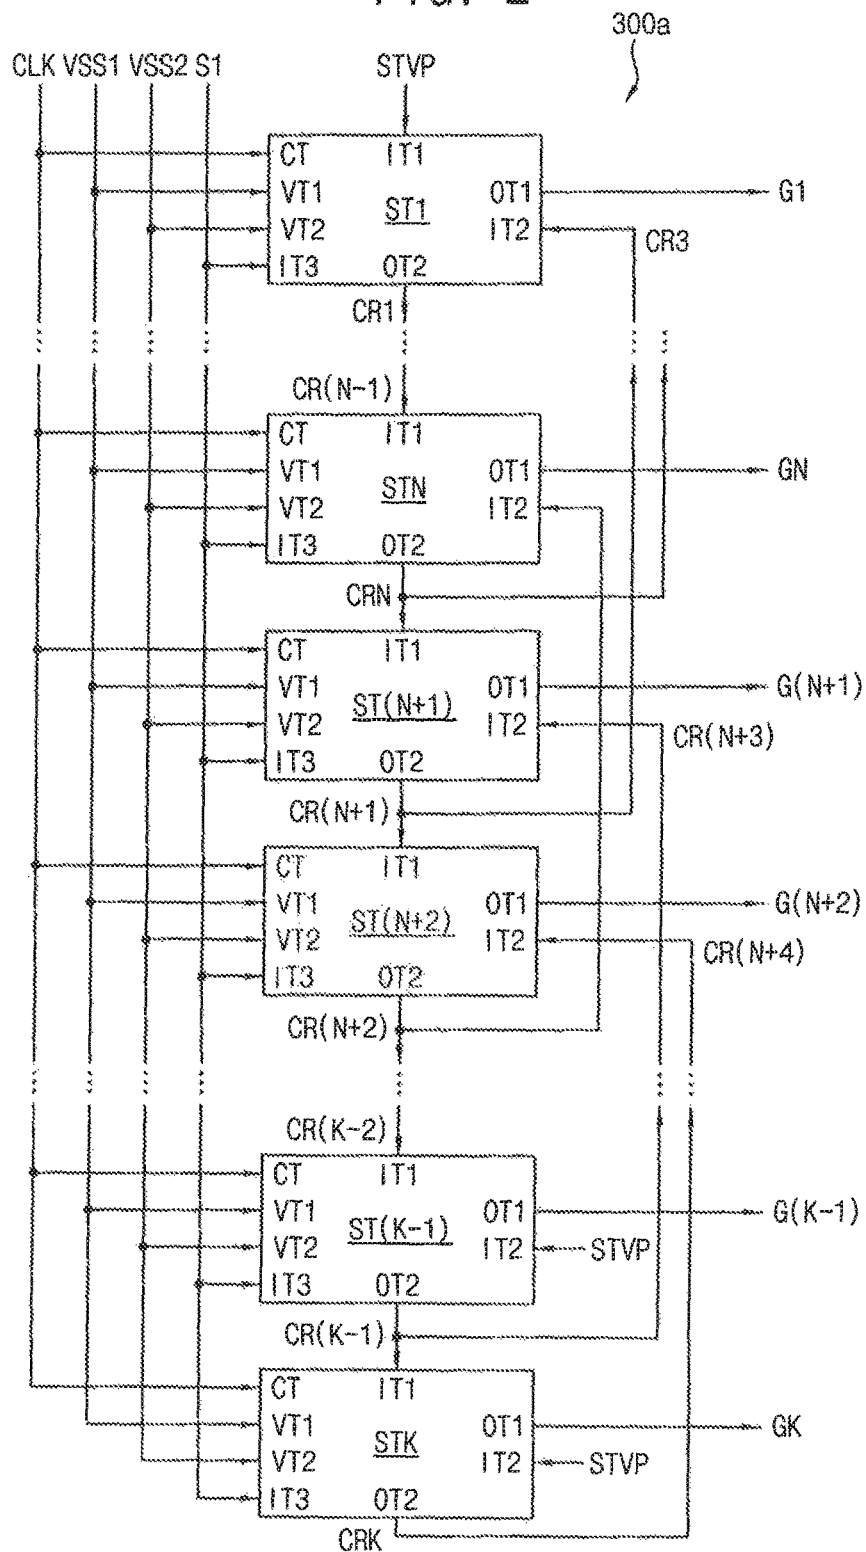 FIG. 2
300a
CLK VSS1 VSS2 S1 STVP
CT IT1
VT1 OT1 G1
ST1
VT2 IT2 CR3
IT3 OT2
CR1
CR(N-1)
CT IT1
VT1 OT1 GN
STN
VT2 IT2
IT3 OT2
CRN
CT IT1
VT1 OT1 G(N+1)
ST(N+1)
VT2 IT2 CR(N+3)
IT3 OT2
CR(N+1)
CT IT1
VT1 OT1 G(N+2)
ST(N+2)
VT2 IT2 CR(N+4)
IT3 OT2
CR(N+2)
CR(K-2)
CT IT1
VT1 OT1 G(K-1)
ST(K-1)
VT2 IT2 STVP
IT3 OT2
CR(K-1)
CT IT1
VT1 OT1 GK
STK
VT2 IT2 STVP
IT3 OT2
CRK